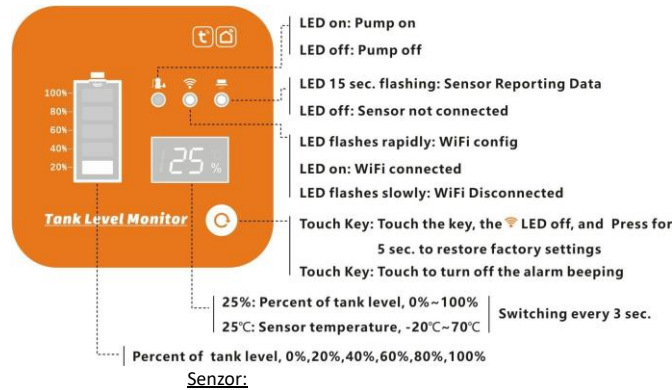 LED on: Pump on
LED off: Pump off
LED 15 sec. flashing: Sensor Reporting Data
LED off: Sensor not connected
LED flashes rapidly: WiFi config
LED on: WiFi connected
LED flashes slowly: WiFi Disconnected
Touch Key: Touch the key, the LED off, and Press for
5 sec. to restore factory settings
Touch Key: Touch to turn off the alarm beeping
t
100%
80%
60%
40%
20%
25 %
Tank Level Monitor
25%: Percent of tank level, 0%~100%
25℃: Sensor temperature, -20℃~70℃
Switching every 3 sec.
Percent of tank level, 0%,20%,40%,60%,80%,100%
Senzor: